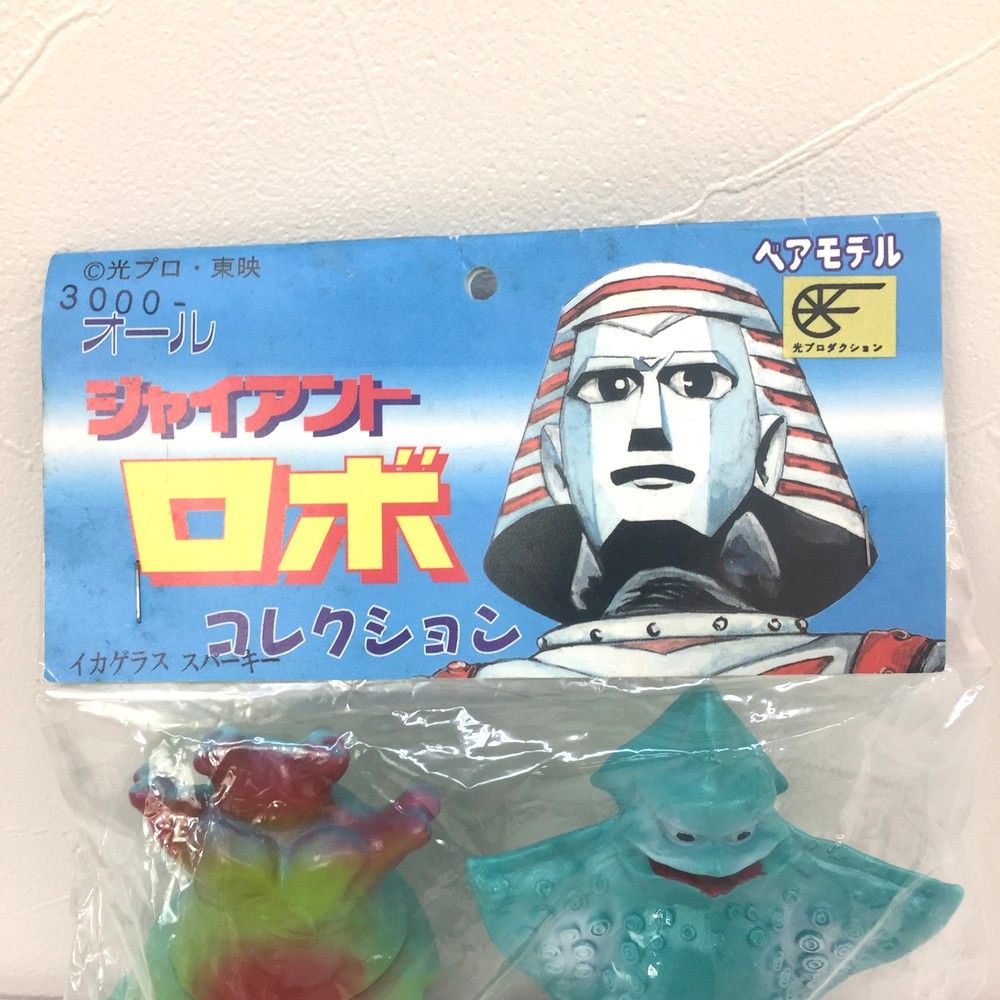 ©光プロ・東映
3000-
オール
ジャイアント
ロボ
コレクション
イカゲラス スパーキー
ベアモデル
光プロダクション